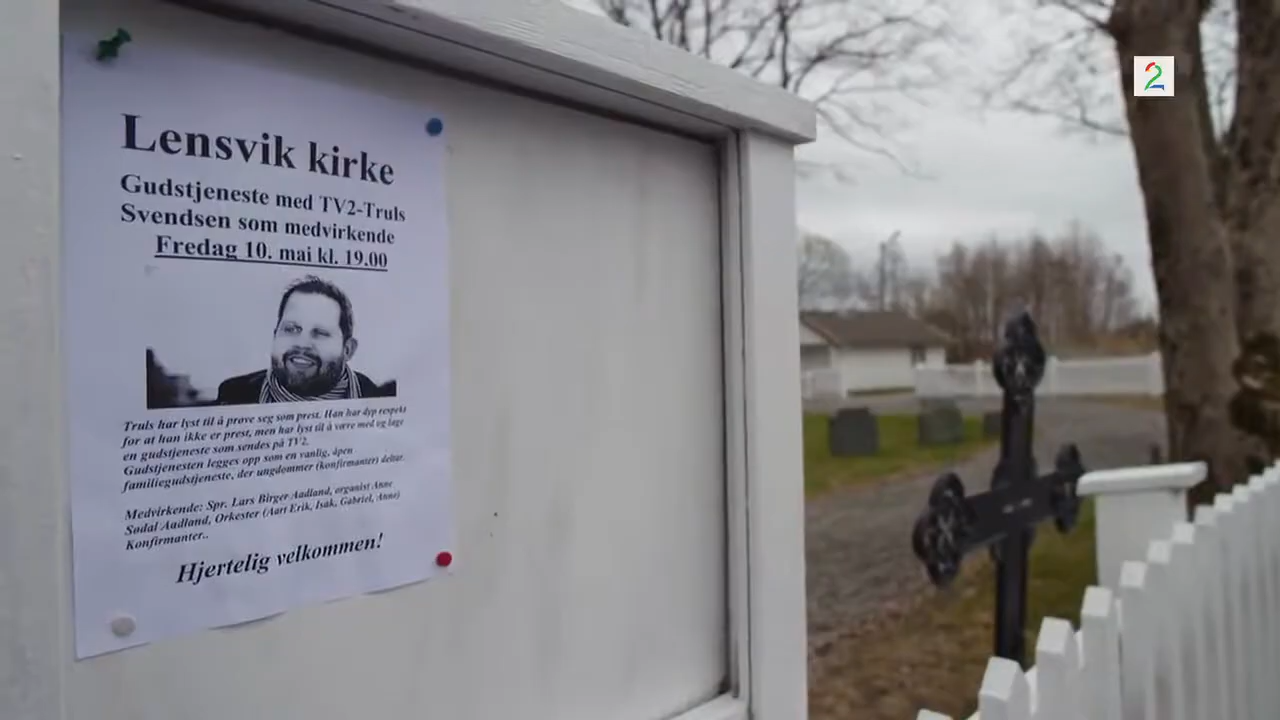 Lensvik kirke
Gudstjeneste med TV2-Truls
Svendsen som medvirkende
Fredag 10. mai kl. 19.00
Truls har lyst til å prøve seg som prest. Han har dyp respekt
for at han ikke er prest, men har lyst til å være med og lage
en gudstjeneste som sendes på TV2.
Gudstjenesten legges opp som en vanlig, åpen
familiegudstjeneste, der ungdommer (konfirmanter) deltar.
Medvirkende: Spr. Lars Birger Aadland, organist Anne
Sødal Aadland, Orkester (Aart Erik, Isak, Gabriel, Anne)
Konfirmanter..
Hjertelig velkommen!
2